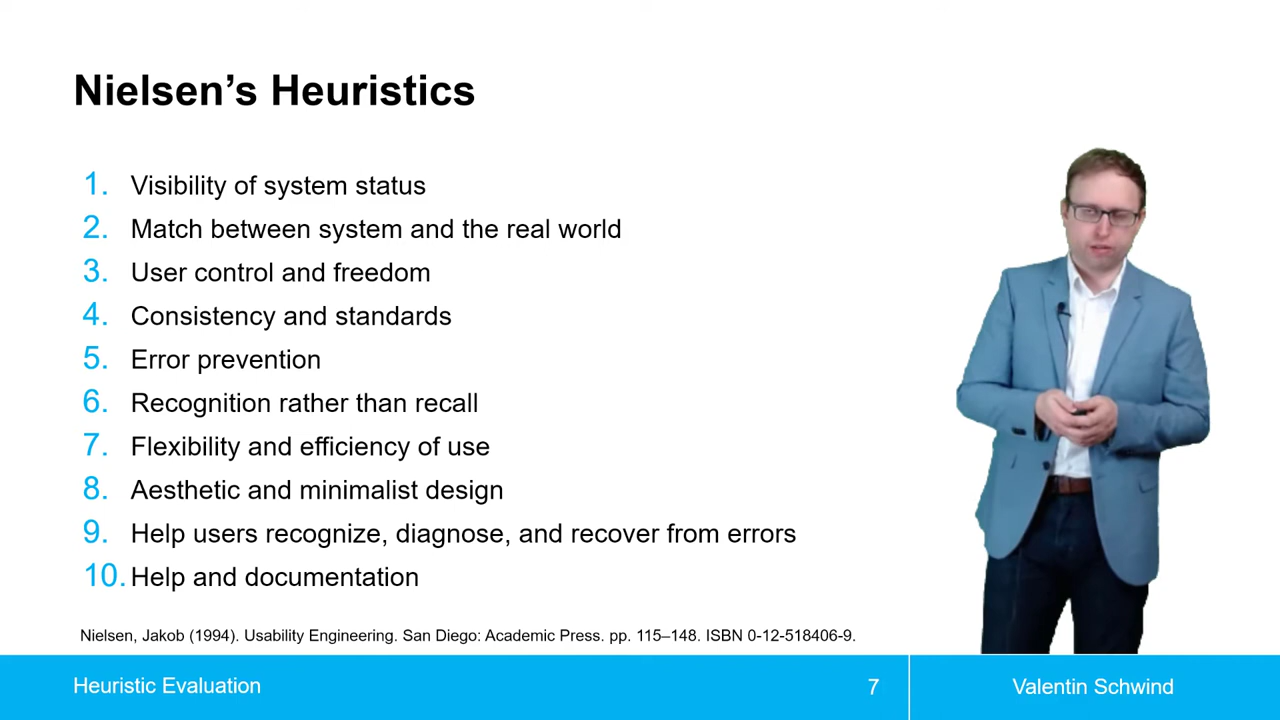 Nielsen’s Heuristics
1. Visibility of system status
2. Match between system and the real world
3. User control and freedom
4. Consistency and standards
5. Error prevention
6. Recognition rather than recall
7. Flexibility and efficiency of use
8. Aesthetic and minimalist design
9. Help users recognize, diagnose, and recover from errors
10. Help and documentation
Nielsen, Jakob (1994). Usability Engineering. San Diego: Academic Press. pp. 115–148. ISBN 0-12-518406-9.
Heuristic Evaluation
7
Valentin Schwind